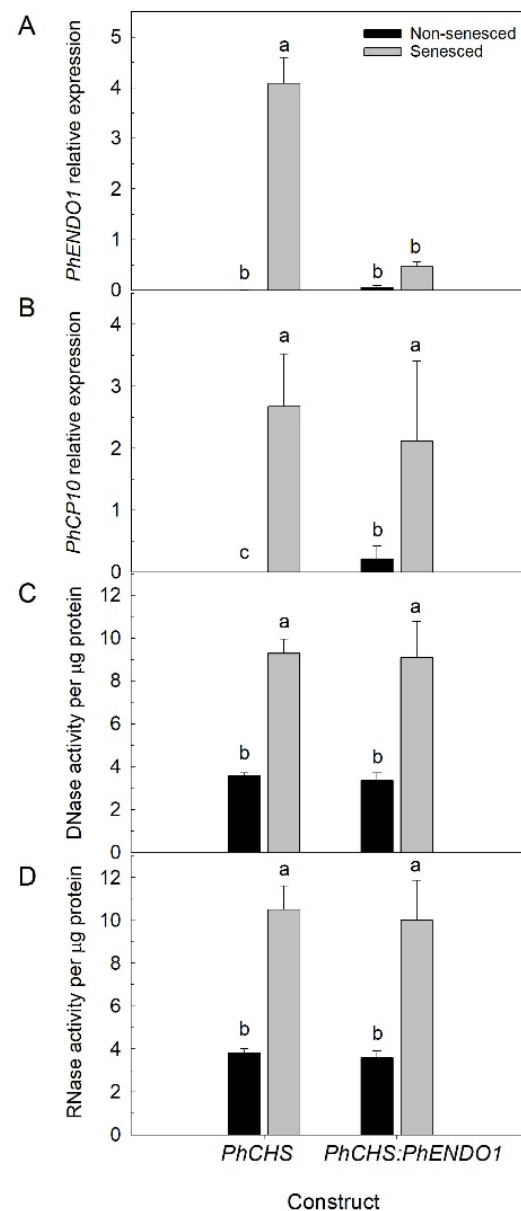 A
PhENDO1 relative expression
5
4
3
2
1
0
Non-senesced
Senesced
b
a
b
b
B
PhCP10 relative expression
4
3
2
1
0
c
a
b
a
C
DNase activity per µg protein
12
10
8
6
4
2
0
b
a
b
a
D
RNase activity per µg protein
12
10
8
6
4
2
0
b
a
b
a
PhCHS PhCHS:PhENDO1
Construct